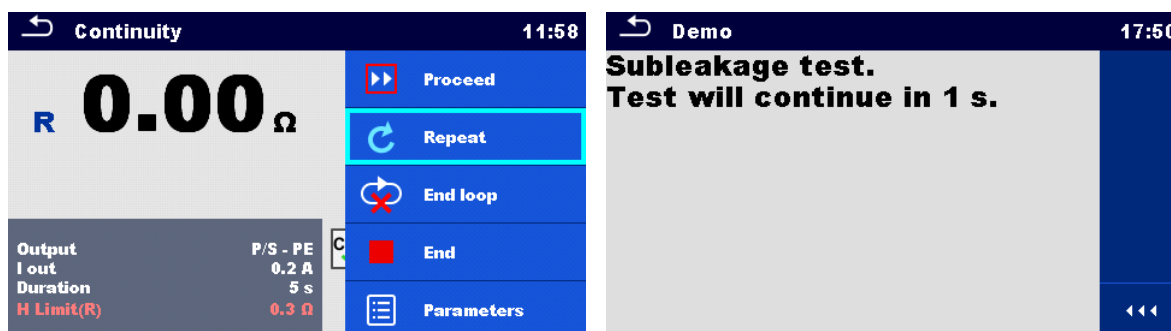 Continuity 11:58
R 0.00 Ω
Proceed
Repeat
End loop
End
Parameters
Output P/S - PE
I out 0.2 A
Duration 5 s
H Limit(R) 0.3 Ω
C
Demo 17:50
Subleakage test.
Test will continue in 1 s.